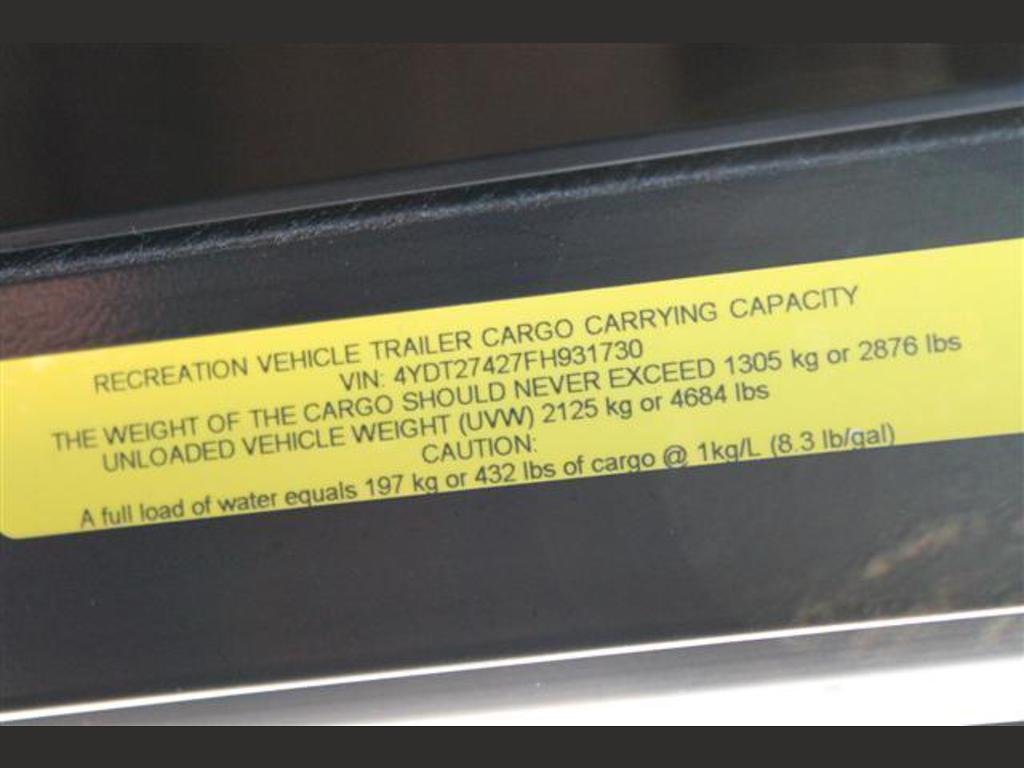 RECREATION VEHICLE TRAILER CARGO CARRYING CAPACITY
VIN: 4YDT27427FH931730
THE WEIGHT OF THE CARGO SHOULD NEVER EXCEED 1305 kg or 2876 lbs
UNLOADED VEHICLE WEIGHT (UVW) 2125 kg or 4684 lbs
CAUTION:
A full load of water equals 197 kg or 432 lbs of cargo @ 1kg/L (8.3 lb/gal)